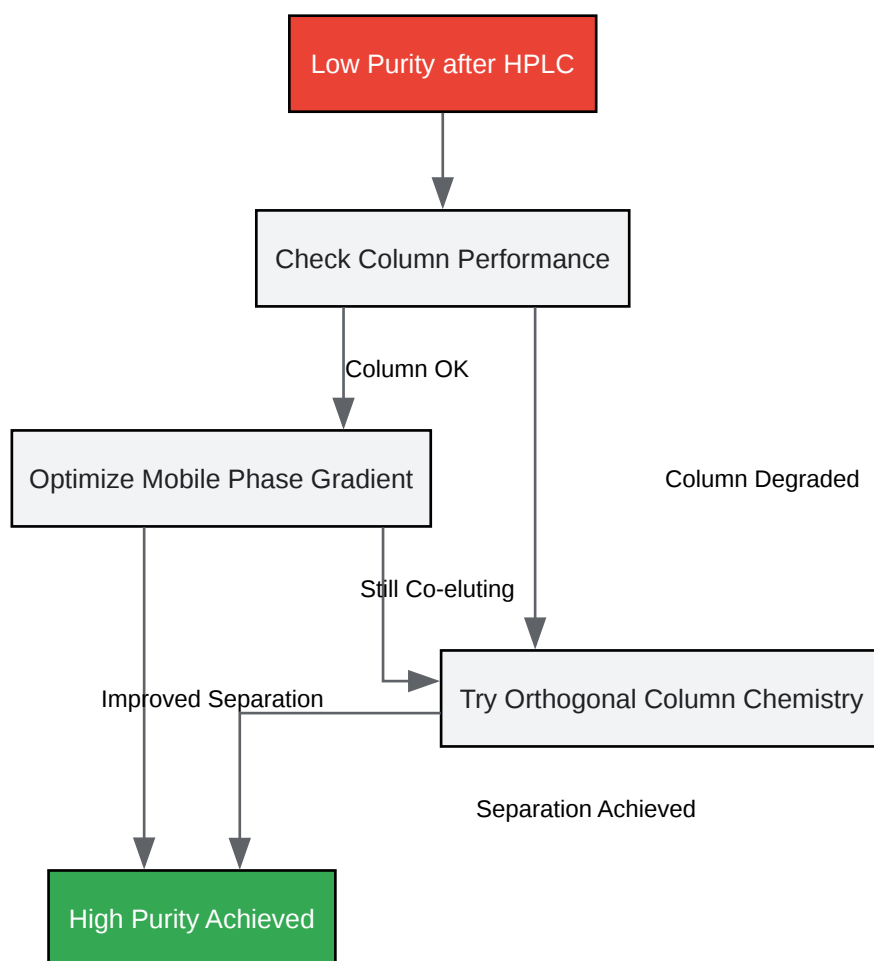 Low Purity after HPLC
Check Column Performance
Column OK
Optimize Mobile Phase Gradient
Column Degraded
Still Co-eluting
Improved Separation
Try Orthogonal Column Chemistry
Separation Achieved
High Purity Achieved